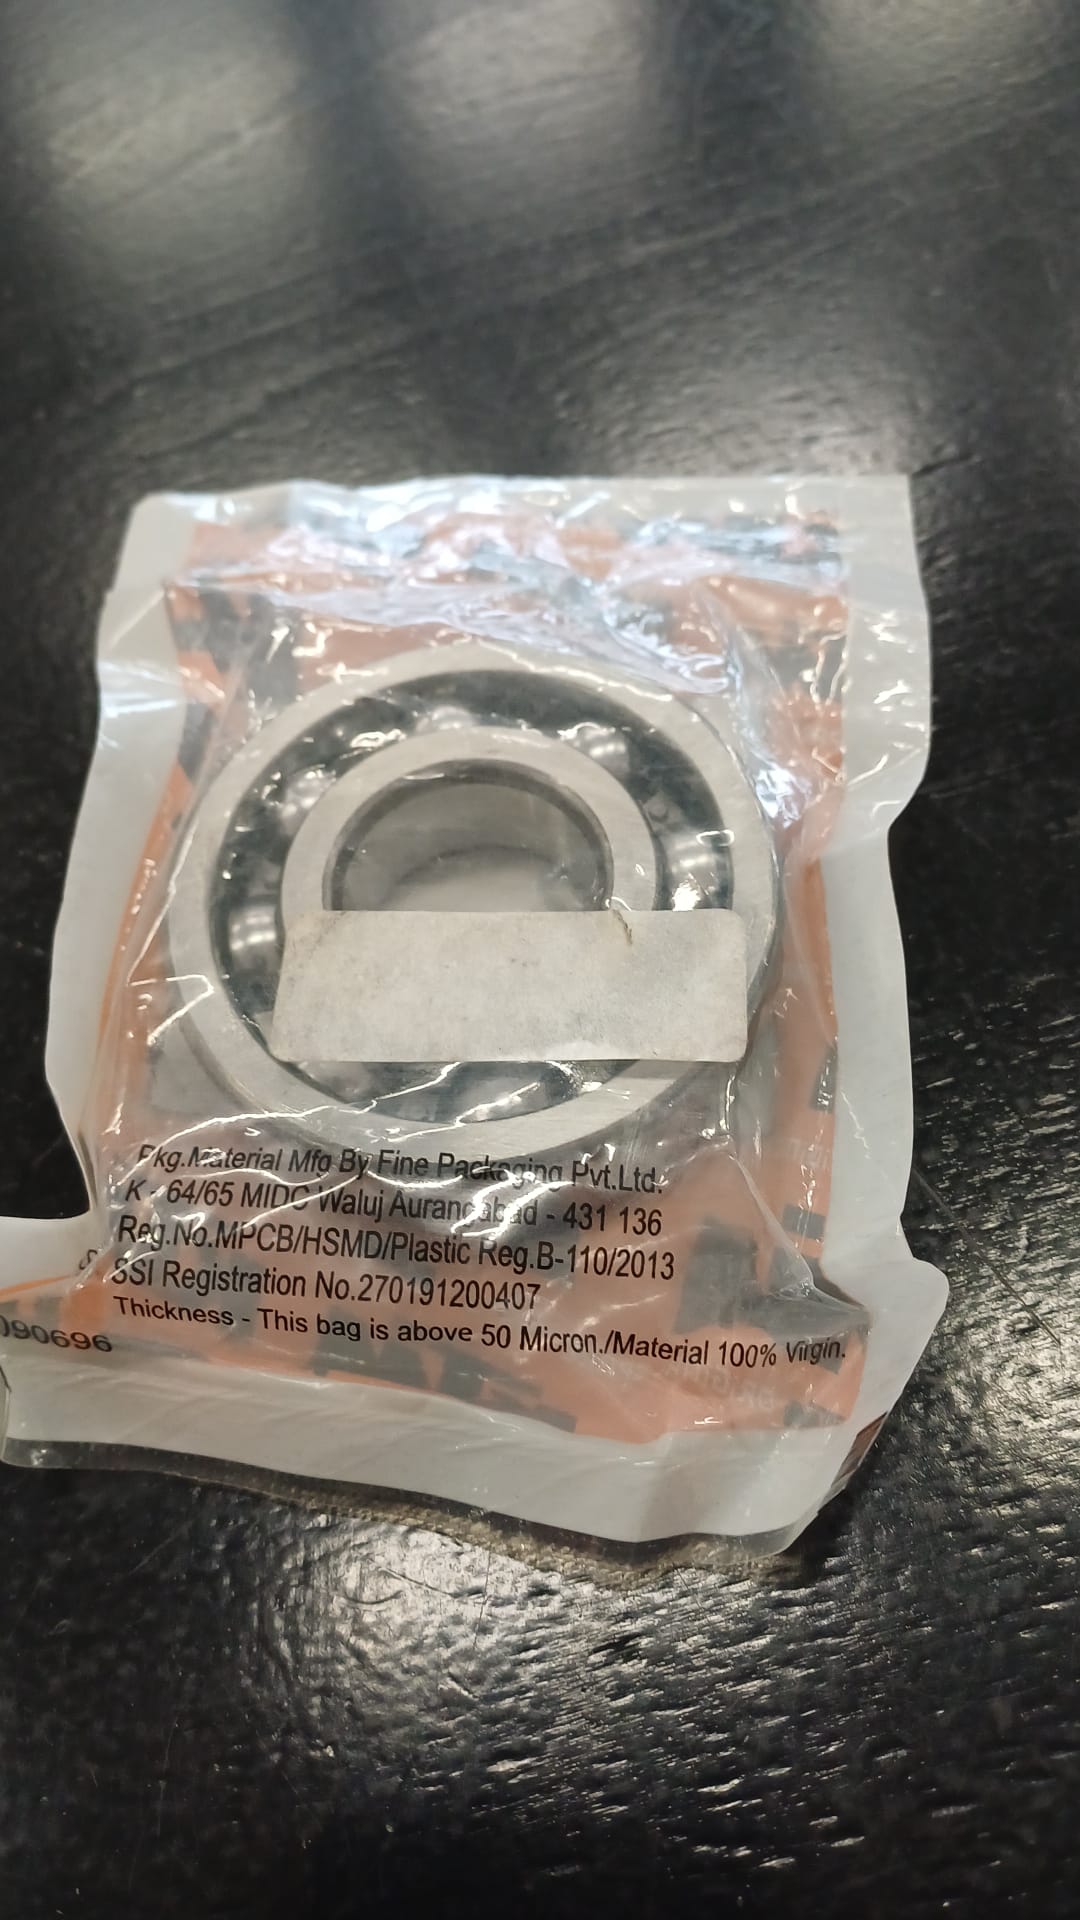 Pkg.Material Mfg By Fine Packaging Pvt.Ltd.
K - 64/65 MIDC Waluj Aurangabad - 431 136
Reg.No.MPCB/HSMD/Plastic Reg.B-110/2013
SSI Registration No.270191200407
Thickness - This bag is above 50 Micron./Material 100% Virgin.
090696